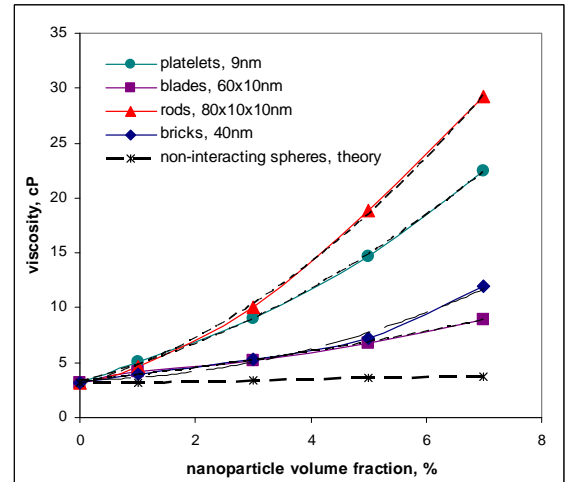 35
30
25
20
15
10
5
0
viscosity, cP
platelets, 9nm
blades, 60x10nm
rods, 80x10x10nm
bricks, 40nm
non-interacting spheres, theory
0 2 4 6 8
nanoparticle volume fraction, %